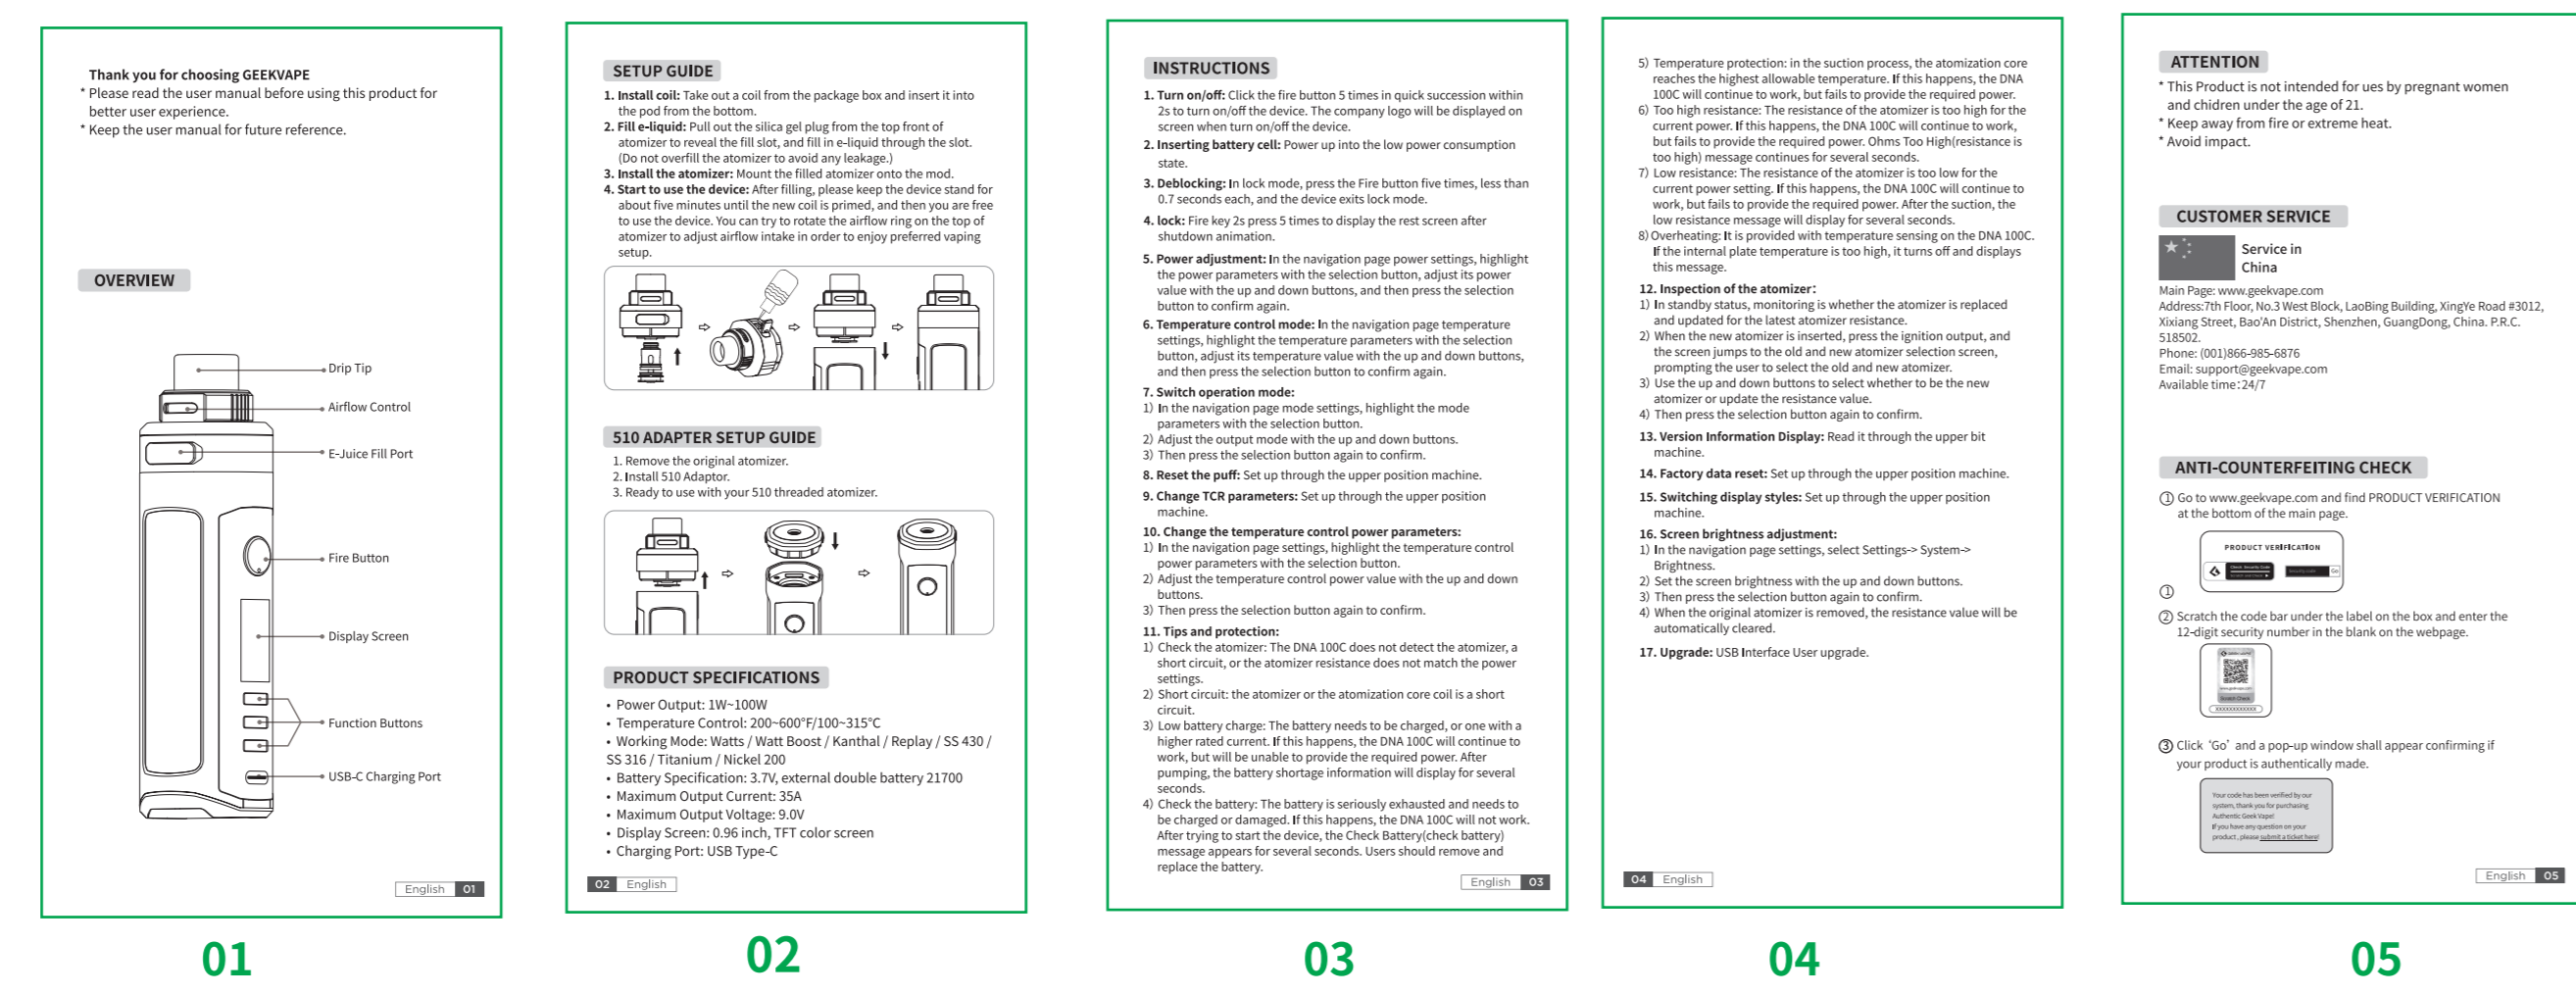 Thank you for choosing GEEKVAPE
* Please read the user manual before using this product for
better user experience.
* Keep the user manual for future reference.
OVERVIEW
Drip Tip
Airflow Control
E-Juice Fill Port
Fire Button
Display Screen
Function Buttons
USB-C Charging Port
English 01
01
SETUP GUIDE
1. Install coil: Take out a coil from the package box and insert it into
the pod from the bottom.
2. Fill e-liquid: Pull out the silica gel plug from the top front of
atomizer to reveal the fill slot, and fill in e-liquid through the slot.
(Do not overfill the atomizer to avoid any leakage.)
3. Install the atomizer: Mount the filled atomizer onto the mod.
4. Start to use the device: After filling, please keep the device stand for
about five minutes until the new coil is primed, and then you are free
to use the device. You can try to rotate the airflow ring on the top of
atomizer to adjust airflow intake in order to enjoy preferred vaping
setup.
510 ADAPTER SETUP GUIDE
1. Remove the original atomizer.
2. Install 510 Adaptor.
3. Ready to use with your 510 threaded atomizer.
PRODUCT SPECIFICATIONS
• Power Output: 1W~100W
• Temperature Control: 200~600°F/100~315°C
• Working Mode: Watts / Watt Boost / Kanthal / Replay / SS 430 /
SS 316 / Titanium / Nickel 200
• Battery Specification: 3.7V, external double battery 21700
• Maximum Output Current: 35A
• Maximum Output Voltage: 9.0V
• Display Screen: 0.96 inch, TFT color screen
• Charging Port: USB Type-C
02 English
02
INSTRUCTIONS
1. Turn on/off: Click the fire button 5 times in quick succession within
2s to turn on/off the device. The company logo will be displayed on
screen when turn on/off the device.
2. Inserting battery cell: Power up into the low power consumption
state.
3. Deblocking: In lock mode, press the Fire button five times, less than
0.7 seconds each, and the device exits lock mode.
4. lock: Fire key 2s press 5 times to display the rest screen after
shutdown animation.
5. Power adjustment: In the navigation page power settings, highlight
the power parameters with the selection button, adjust its power
value with the up and down buttons, and then press the selection
button to confirm again.
6. Temperature control mode: In the navigation page temperature
settings, highlight the temperature parameters with the selection
button, adjust its temperature value with the up and down buttons,
and then press the selection button to confirm again.
7. Switch operation mode:
1) In the navigation page mode settings, highlight the mode
parameters with the selection button.
2) Adjust the output mode with the up and down buttons.
3) Then press the selection button again to confirm.
8. Reset the puff: Set up through the upper position machine.
9. Change TCR parameters: Set up through the upper position
machine.
10. Change the temperature control power parameters:
1) In the navigation page settings, highlight the temperature control
power parameters with the selection button.
2) Adjust the temperature control power value with the up and down
buttons.
3) Then press the selection button again to confirm.
11. Tips and protection:
1) Check the atomizer: The DNA 100C does not detect the atomizer, a
short circuit, or the atomizer resistance does not match the power
settings.
2) Short circuit: the atomizer or the atomization core coil is a short
circuit.
3) Low battery charge: The battery needs to be charged, or one with a
higher rated current. If this happens, the DNA 100C will continue to
work, but will be unable to provide the required power. After
pumping, the battery shortage information will display for several
seconds.
4) Check the battery: The battery is seriously exhausted and needs to
be charged or damaged. If this happens, the DNA 100C will not work.
After trying to start the device, the Check Battery(check battery)
message appears for several seconds. Users should remove and
replace the battery.
English 03
03
5) Temperature protection: in the suction process, the atomization core
reaches the highest allowable temperature. If this happens, the DNA
100C will continue to work, but fails to provide the required power.
6) Too high resistance: The resistance of the atomizer is too high for the
current power. If this happens, the DNA 100C will continue to work,
but fails to provide the required power. Ohms Too High(resistance is
too high) message continues for several seconds.
7) Low resistance: The resistance of the atomizer is too low for the
current power setting. If this happens, the DNA 100C will continue to
work, but fails to provide the required power. After the suction, the
low resistance message will display for several seconds.
8) Overheating: It is provided with temperature sensing on the DNA 100C.
If the internal plate temperature is too high, it turns off and displays
this message.
12. Inspection of the atomizer:
1) In standby status, monitoring is whether the atomizer is replaced
and updated for the latest atomizer resistance.
2) When the new atomizer is inserted, press the ignition output, and
the screen jumps to the old and new atomizer selection screen,
prompting the user to select the old and new atomizer.
3) Use the up and down buttons to select whether to be the new
atomizer or update the resistance value.
4) Then press the selection button again to confirm.
13. Version Information Display: Read it through the upper bit
machine.
14. Factory data reset: Set up through the upper position machine.
15. Switching display styles: Set up through the upper position
machine.
16. Screen brightness adjustment:
1) In the navigation page settings, select Settings-> System->
Brightness.
2) Set the screen brightness with the up and down buttons.
3) Then press the selection button again to confirm.
4) When the original atomizer is removed, the resistance value will be
automatically cleared.
17. Upgrade: USB Interface User upgrade.
04 English
04
ATTENTION
* This Product is not intended for ues by pregnant women
and chidren under the age of 21.
* Keep away from fire or extreme heat.
* Avoid impact.
CUSTOMER SERVICE
Service in
China
Main Page: www.geekvape.com
Address:7th Floor, No.3 West Block, LaoBing Building, XingYe Road #3012,
Xixiang Street, Bao'An District, Shenzhen, GuangDong, China. P.R.C.
518502.
Phone: (001)866-985-6876
Email: support@geekvape.com
Available time:24/7
ANTI-COUNTERFEITING CHECK
① Go to www.geekvape.com and find PRODUCT VERIFICATION
at the bottom of the main page.
PRODUCT VERIFICATION
Check Security Code
Go
①
② Scratch the code bar under the label on the box and enter the
12-digit security number in the blank on the webpage.
www.geekvape.com
Scratch Check
XXXXXXXXXXXX
③ Click ‘Go’ and a pop-up window shall appear confirming if
your product is authentically made.
Your code has been verified by our
system, thank you for purchasing
Authentic Geek Vape!
If you have any question on your
product , please submit a ticket here!
English 05
05